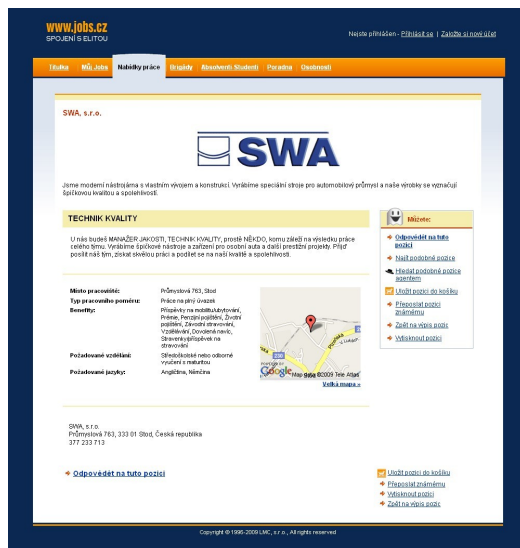 www.jobs.cz
SPOJENÍ S ELITOU
Nejste přihlášen - Přihlásit se | Založte si nový účet
Titulka Můj Jobs Nabídky práce Brigády Absolventi Studenti Poradna Osobnosti
SWA, s.r.o.
SWA
Jsme moderní nástrojárna s vlastním vývojem a konstrukcí. Vyrábíme speciální stroje pro automobilový průmysl a naše výrobky se vyznačují
špičkovou kvalitou a spolehlivostí.
TECHNIK KVALITY
U nás budeš MANAŽER JAKOSTI, TECHNIK KVALITY, prostě NĚKDO, komu záleží na výsledku práce
celého týmu. Vyrábíme špičkové nástroje a zařízení pro osobní auta a další prestižní projekty. Přijď
posílit náš tým, získat skvělou práci a podílet se na naší kvalitě a spolehlivosti.
Místo pracoviště: Průmyslová 763, Stod
Typ pracovního poměru: Práce na plný úvazek
Benefity: Příspěvky na mobilitu/ubytování,
Prémie, Penzijní pojištění, Životní
pojištění, Závodní stravování,
Vzdělávání, Dovolená navíc,
Stravenky/příspěvek na
stravování
Požadované vzdělání: Středoškolské nebo odborné
vyučení s maturitou
Požadované jazyky: Angličtina, Němčina
Plzeňská
230
Google
Map data ©2009 Tele Atlas
Velká mapa »
Můžete:
Odpovědět na tuto
pozici
Najít podobné pozice
Hledat podobné pozice
agentem
Uložit pozici do košíku
Přeposlat pozici
známému
Zpět na výpis pozic
Vytisknout pozici
SWA, s.r.o.
Průmyslová 763, 333 01 Stod, Česká republika
377 233 713
Odpovědět na tuto pozici
Uložit pozici do košíku
Přeposlat známému
Vytisknout pozici
Zpět na výpis pozic
Copyright © 1996-2009 LMC, s.r.o., All rights reserved